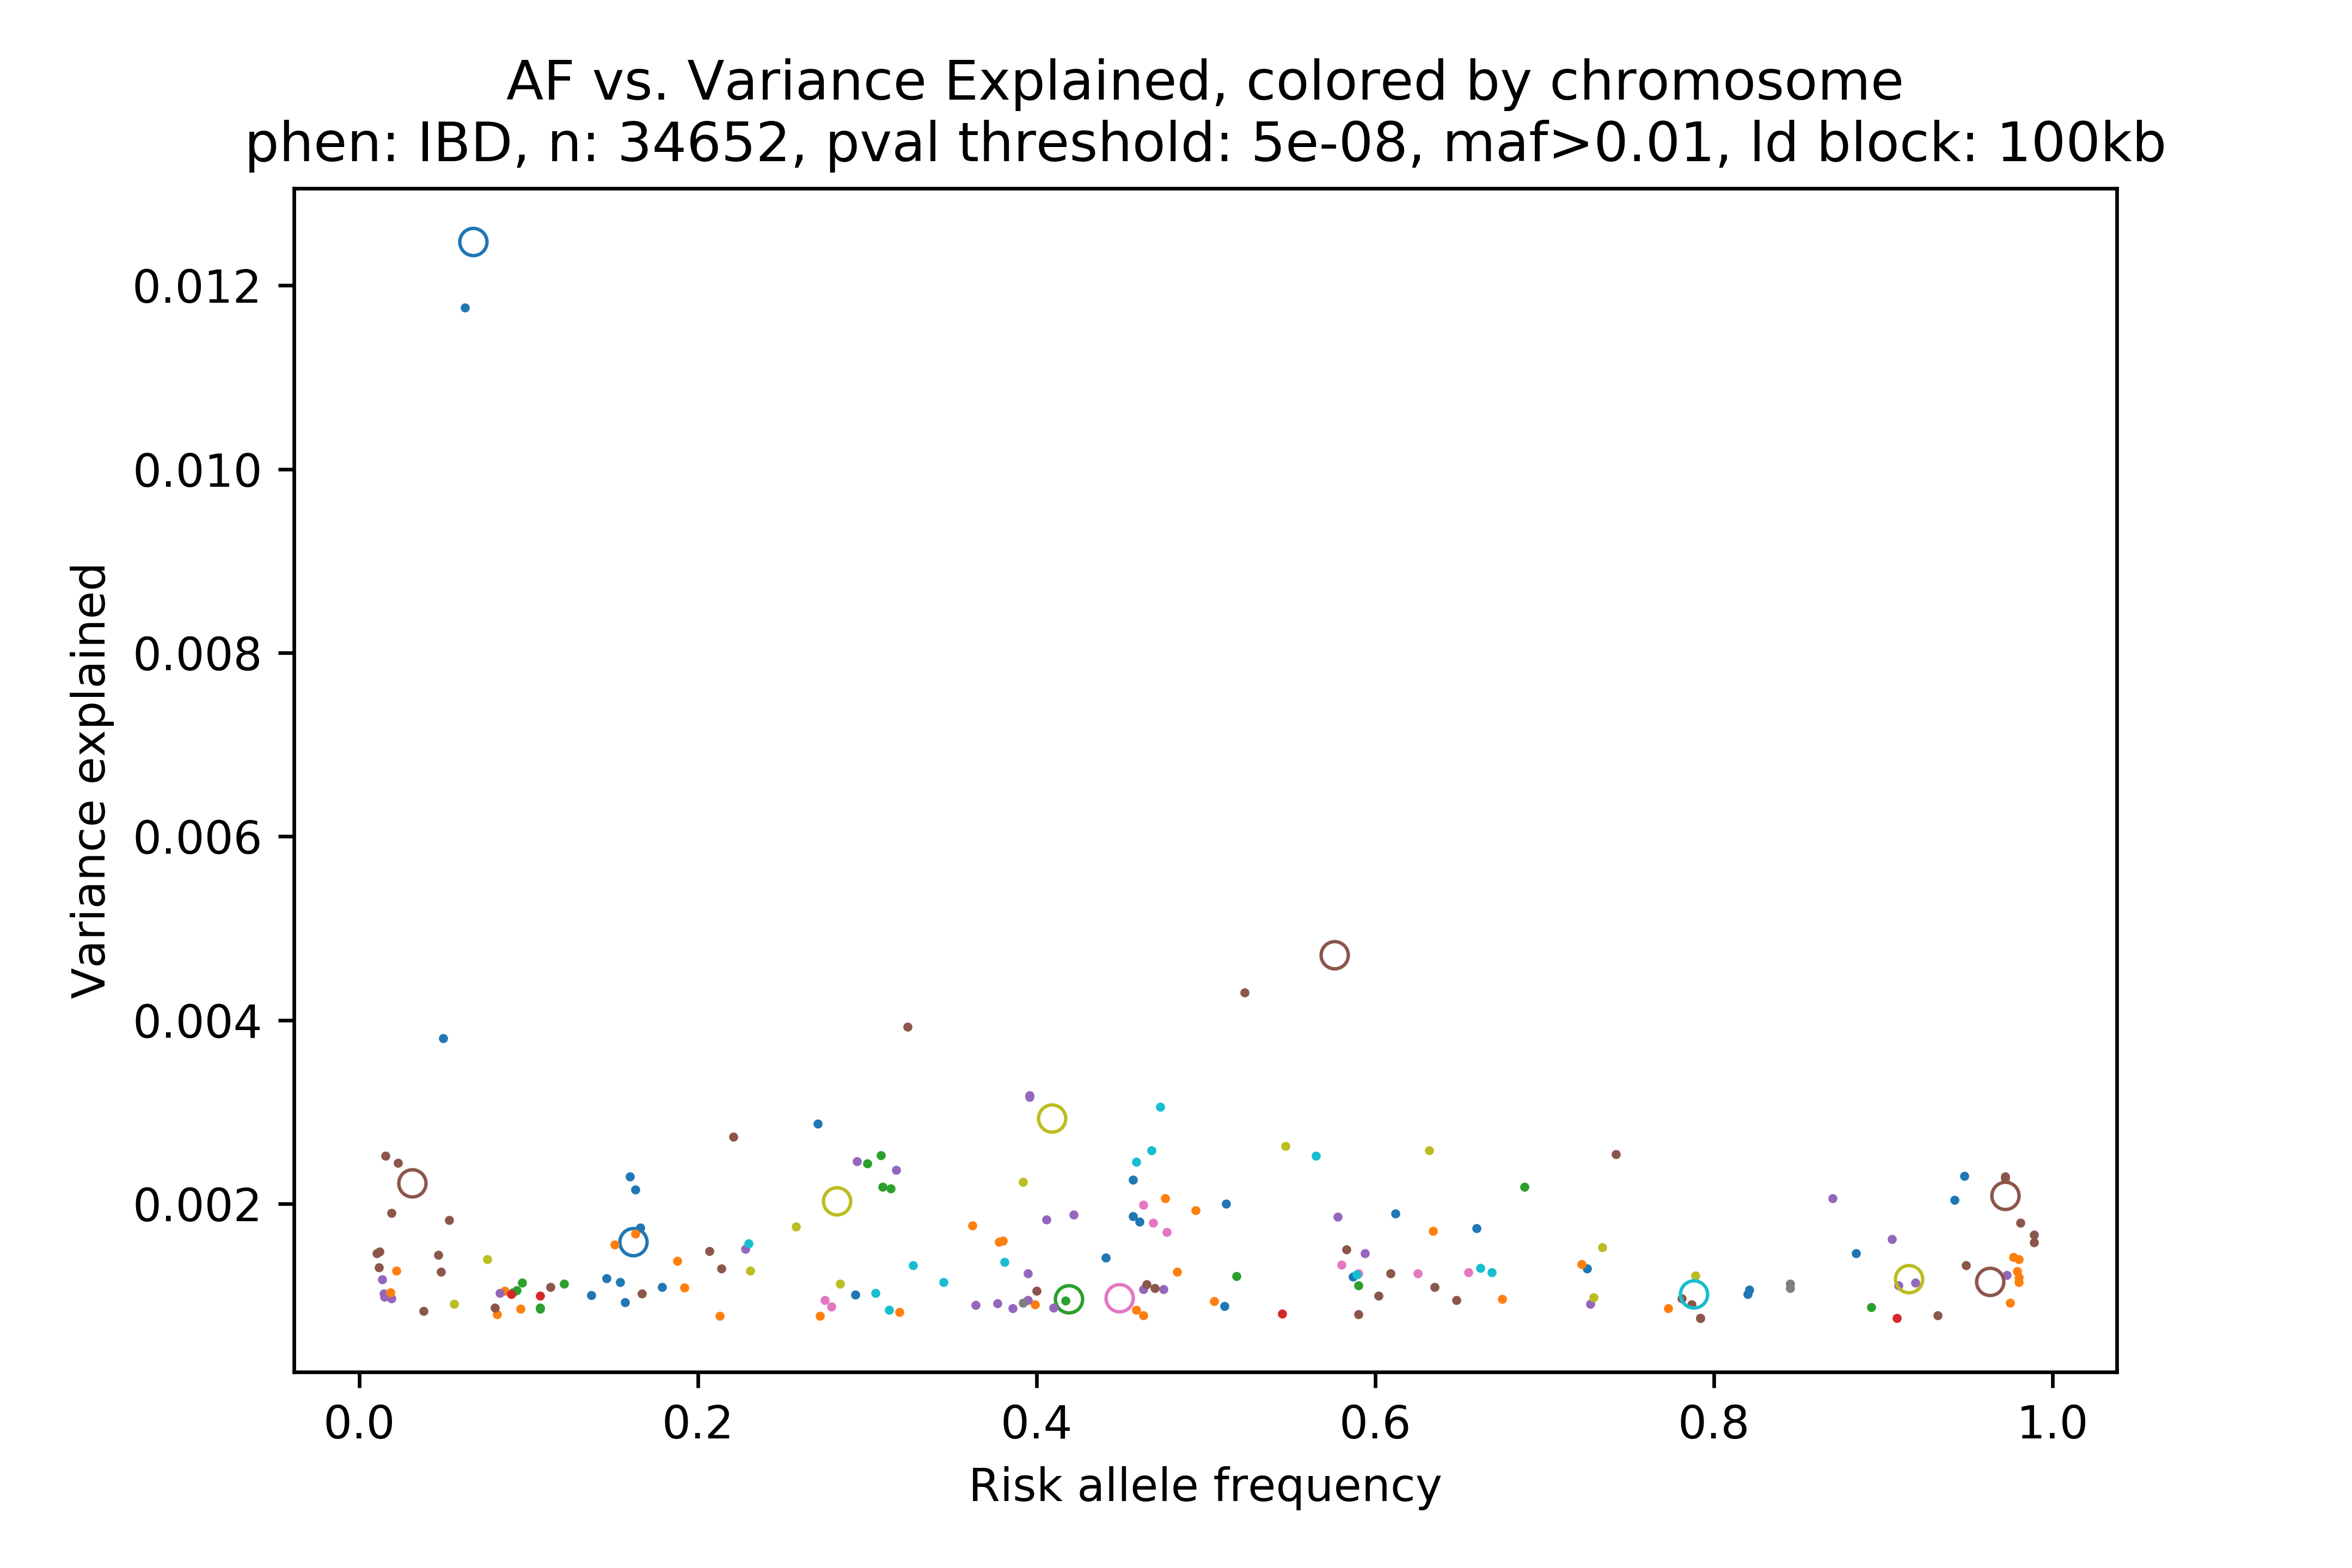 AF vs. Variance Explained, colored by chromosome
phen: IBD, n: 34652, pval threshold: 5e-08, maf>0.01, ld block: 100kb
0.012
0.010
0.008
0.006
0.004
0.002
Variance explained
0.0 0.2 0.4 0.6 0.8 1.0
Risk allele frequency